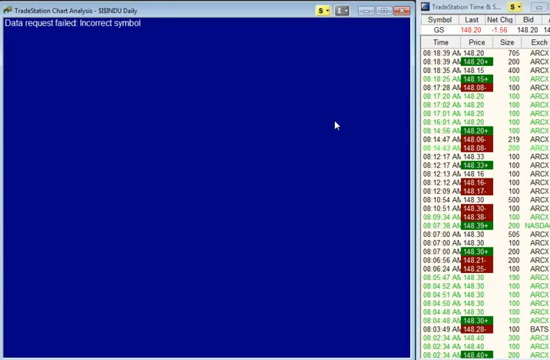 TradeStation Chart Analysis - SISINDU Daily
Data request failed: Incorrect symbol
TradeStation Time & S...
Symbol Last Net Chg Bid
GS 148.20 -1.56 148.20
Time Price Size Exch
08:18:39 AM 148.20 705 ARCX
08:18:39 AM 148.20+ 200 ARCX
08:18:35 AM 148.15 400 ARCX
08:18:25 AM 148.15+ 100 ARCX
08:17:28 AM 148.08- 100 ARCX
08:17:20 AM 148.20 100 ARCX
08:17:02 AM 148.20 100 ARCX
08:17:01 AM 148.20 100 ARCX
08:16:01 AM 148.20 100 ARCX
08:14:56 AM 148.20+ 100 ARCX
08:14:47 AM 148.06- 219 ARCX
08:14:43 AM 148.08- 200 ARCX
08:12:17 AM 148.33 100 ARCX
08:12:17 AM 148.33+ 100 ARCX
08:12:13 AM 148.16 100 ARCX
08:12:12 AM 148.16- 100 ARCX
08:12:09 AM 148.17- 100 ARCX
08:10:54 AM 148.30 500 ARCX
08:10:51 AM 148.30- 100 ARCX
08:09:34 AM 148.38- 100 ARCX
08:07:38 AM 148.39+ 200 NASDAQ
08:07:00 AM 148.30 505 ARCX
08:07:00 AM 148.30 100 ARCX
08:07:00 AM 148.30+ 200 ARCX
08:06:56 AM 148.21- 200 ARCX
08:06:24 AM 148.25- 100 ARCX
08:05:47 AM 148.30 190 ARCX
08:04:52 AM 148.30 100 ARCX
08:04:51 AM 148.30 100 ARCX
08:04:48 AM 148.30 100 ARCX
08:04:48 AM 148.30+ 100 ARCX
08:03:49 AM 148.28- 100 BATS
08:02:34 AM 148.40 300 ARCX
08:02:34 AM 148.40 100 ARCX
08:02:34 AM 148.40+ 200 ARCX